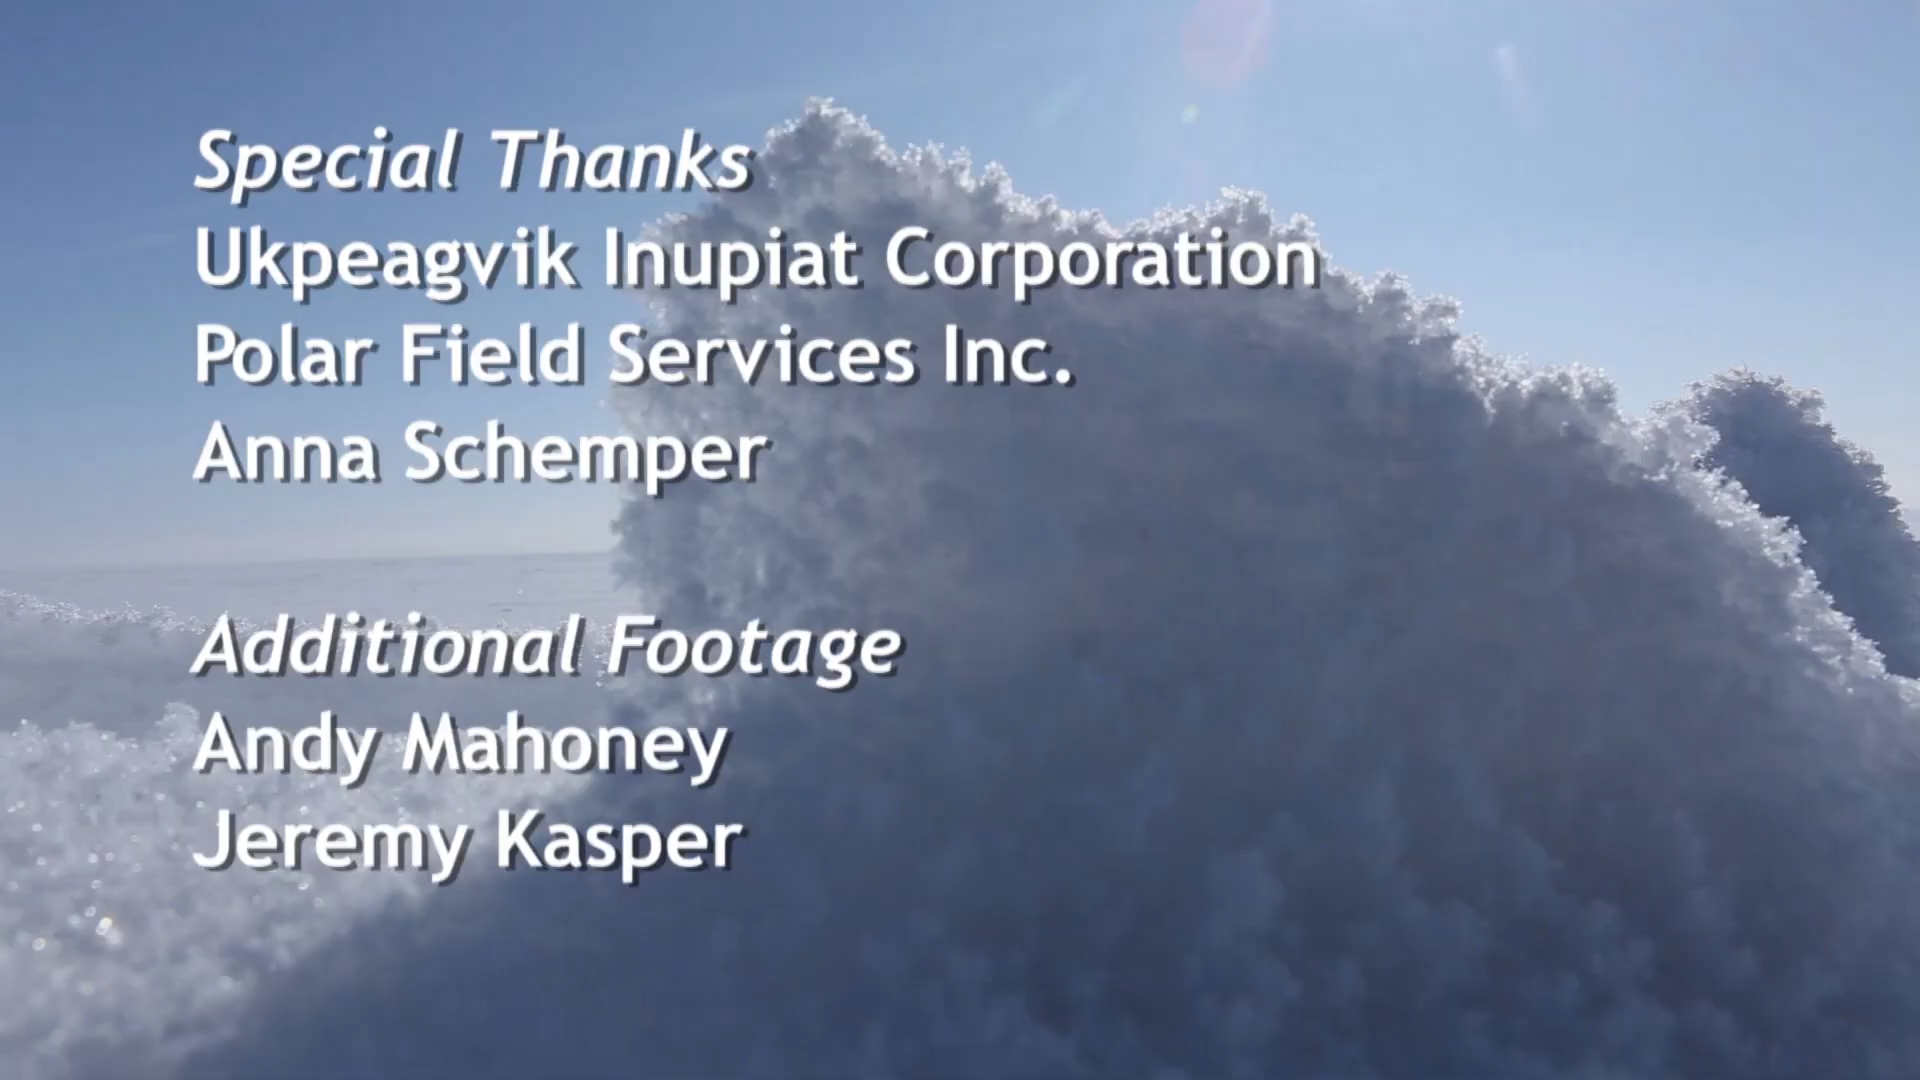 Special Thanks
Ukpeagvik Inupiat Corporation
Polar Field Services Inc.
Anna Schemper
Additional Footage
Andy Mahoney
Jeremy Kasper